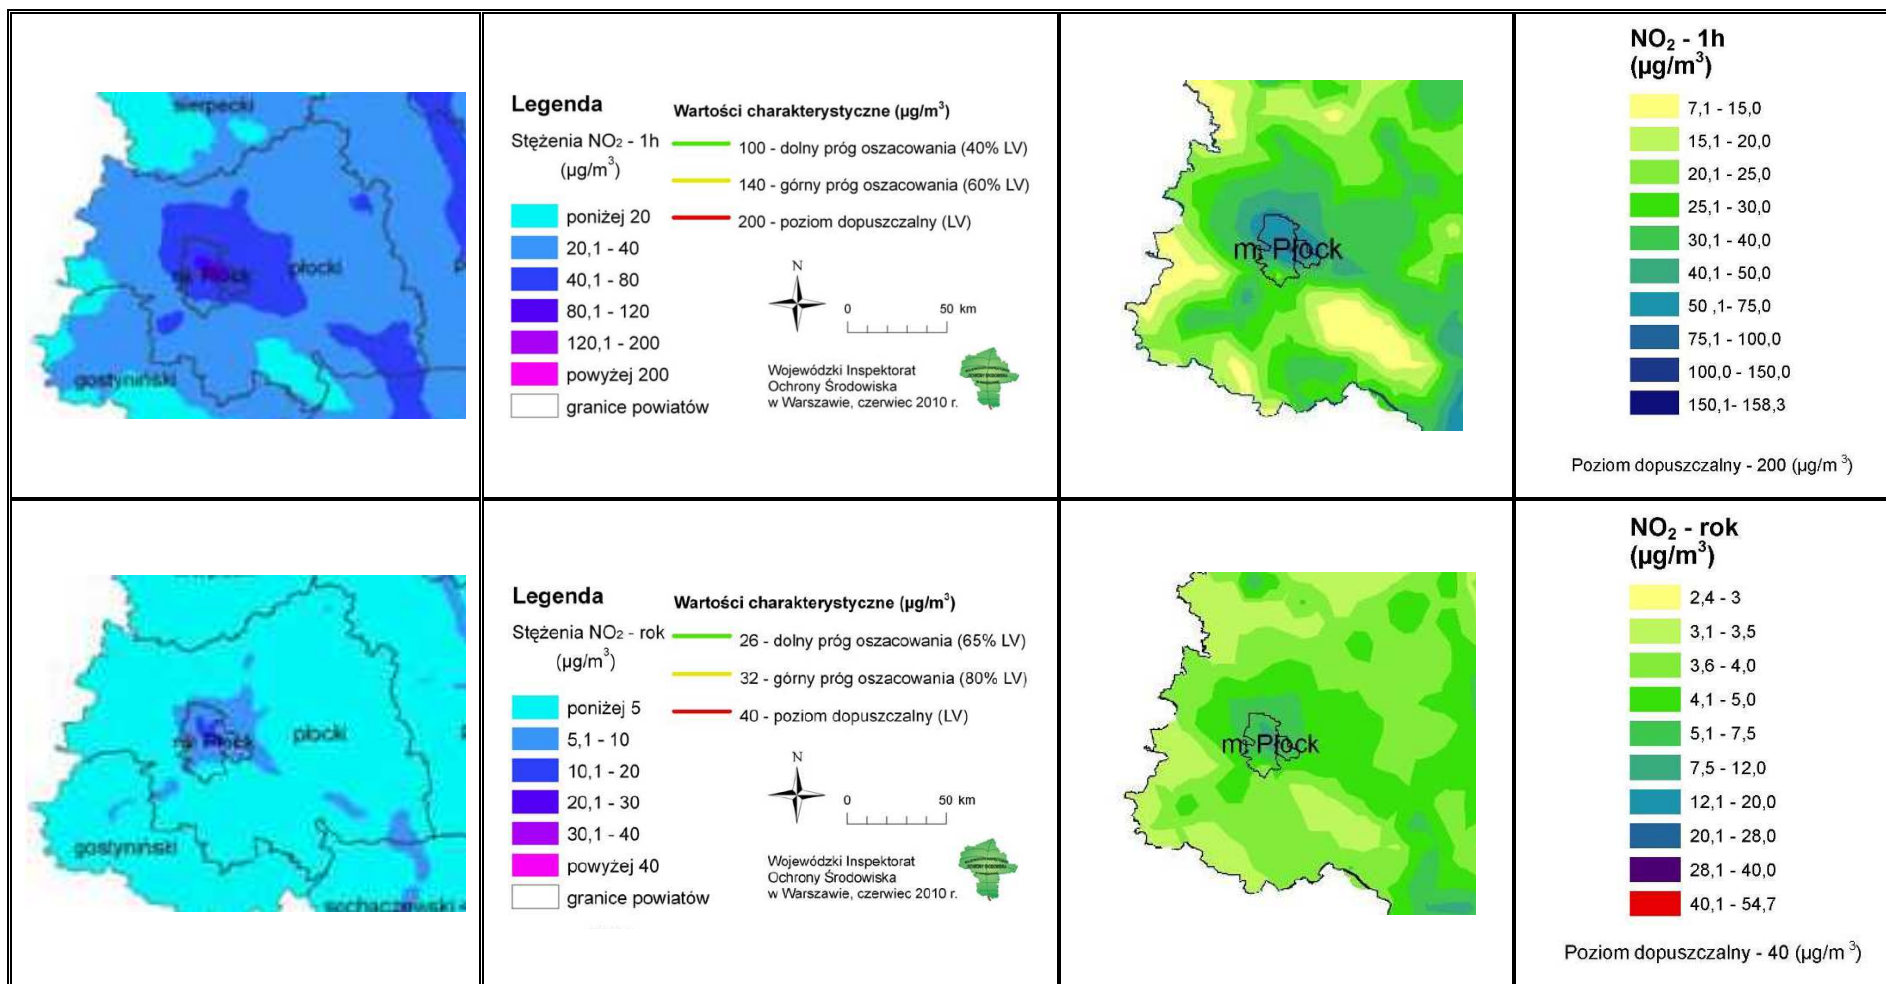 sierpecki
m. Płock
płocki
gostyniński
Legenda
Stężenia NO₂ - 1h
(µg/m³)
poniżej 20
20,1 - 40
40,1 - 80
80,1 - 120
120,1 - 200
powyżej 200
granice powiatów
Wartości charakterystyczne (µg/m³)
100 - dolny próg oszacowania (40% LV)
140 - górny próg oszacowania (60% LV)
200 - poziom dopuszczalny (LV)
N
0 50 km
Wojewódzki Inspektorat
Ochrony Środowiska
w Warszawie, czerwiec 2010 r.
m. Płock
NO₂ - 1h
(µg/m³)
7,1 - 15,0
15,1 - 20,0
20,1 - 25,0
25,1 - 30,0
30,1 - 40,0
40,1 - 50,0
50 ,1- 75,0
75,1 - 100,0
100,0 - 150,0
150,1- 158,3
Poziom dopuszczalny - 200 (µg/m ³)
m. Płock
płocki
gostyniński
sochaczewski
Legenda
Stężenia NO₂ - rok
(µg/m³)
poniżej 5
5,1 - 10
10,1 - 20
20,1 - 30
30,1 - 40
powyżej 40
granice powiatów
Wartości charakterystyczne (µg/m³)
26 - dolny próg oszacowania (65% LV)
32 - górny próg oszacowania (80% LV)
40 - poziom dopuszczalny (LV)
N
0 50 km
Wojewódzki Inspektorat
Ochrony Środowiska
w Warszawie, czerwiec 2010 r.
m. Płock
NO₂ - rok
(µg/m³)
2,4 - 3
3,1 - 3,5
3,6 - 4,0
4,1 - 5,0
5,1 - 7,5
7,5 - 12,0
12,1 - 20,0
20,1 - 28,0
28,1 - 40,0
40,1 - 54,7
Poziom dopuszczalny - 40 (µg/m ³)